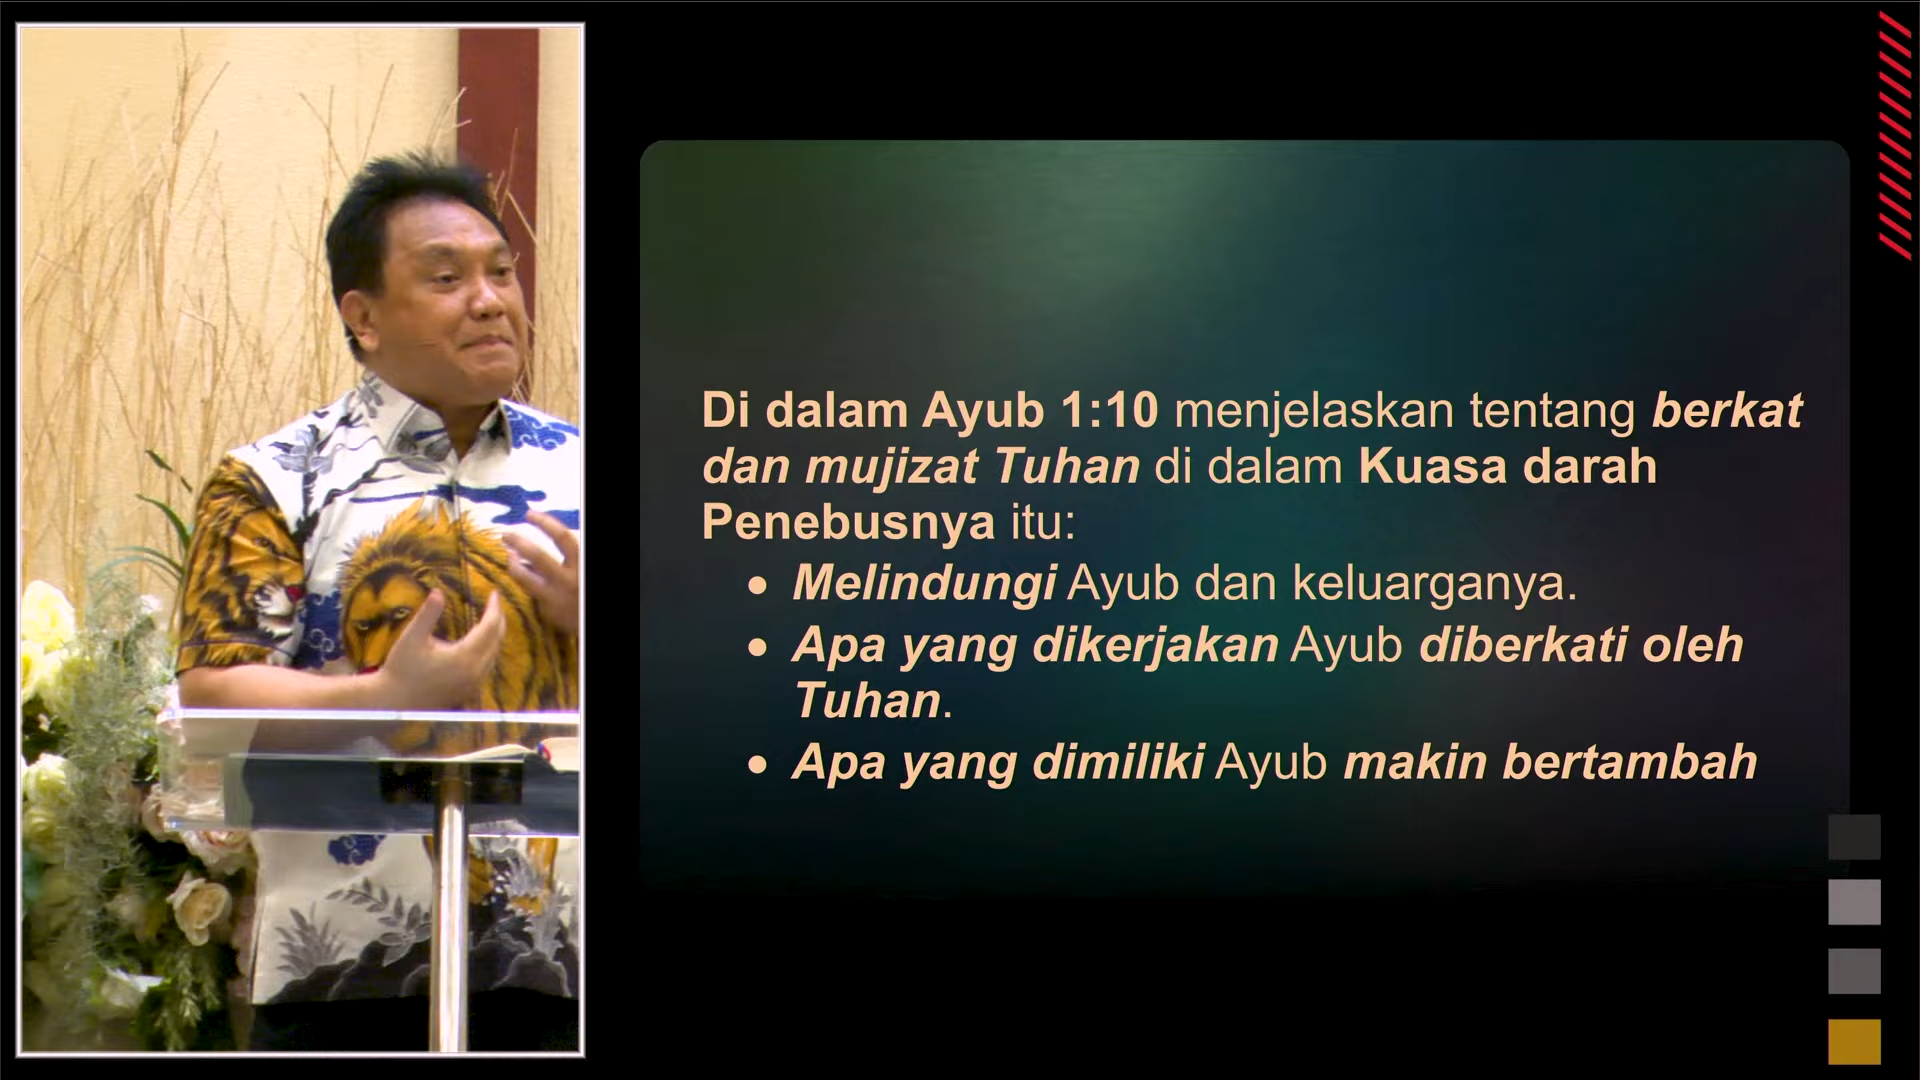 Di dalam Ayub 1:10 menjelaskan tentang berkat
dan mujizat Tuhan di dalam Kuasa darah
Penebusnya itu:
• Melindungi Ayub dan keluarganya.
• Apa yang dikerjakan Ayub diberkati oleh
Tuhan.
• Apa yang dimiliki Ayub makin bertambah